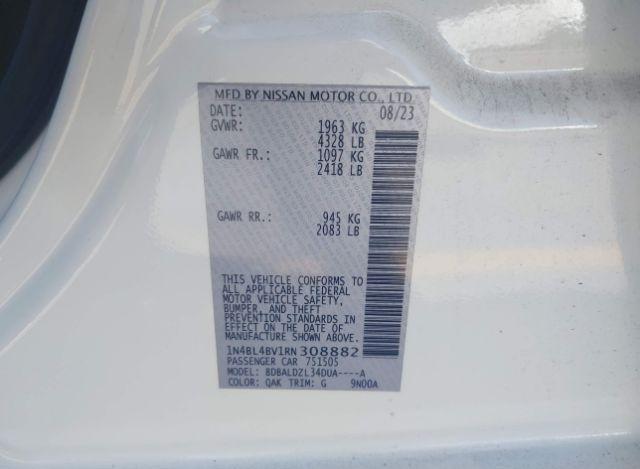 MFD BY NISSAN MOTOR CO., LTD.
DATE: 08/23
GVWR: 1963 KG
4328 LB
GAWR FR.: 1097 KG
2418 LB
GAWR RR.: 945 KG
2083 LB
THIS VEHICLE CONFORMS TO
ALL APPLICABLE FEDERAL
MOTOR VEHICLE SAFETY,
BUMPER, AND THEFT
PREVENTION STANDARDS IN
EFFECT ON THE DATE OF
MANUFACTURE SHOWN ABOVE.
1N4BL4BV1RN308882
PASSENGER CAR 751505
MODEL: BDBALDZL34DUA----A
COLOR: QAK TRIM: G 9N00A